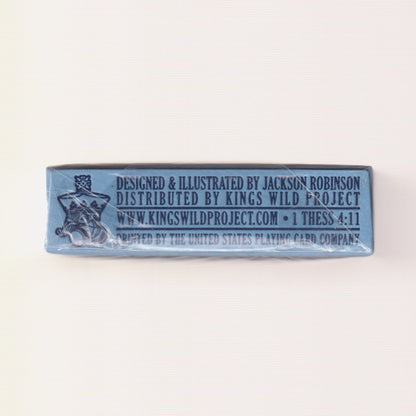 DESIGNED & ILLUSTRATED BY JACKSON ROBINSON
DISTRIBUTED BY KINGS WILD PROJECT
WWW.KINGSWILDPROJECT.COM • 1 THESS 4:11
PRINTED BY THE UNITED STATES PLAYING CARD COMPANY